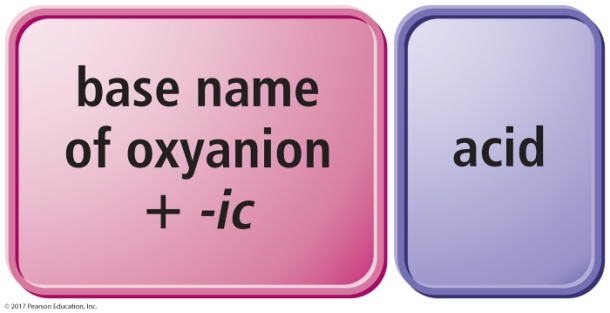 base name
of oxyanion
+ -ic
acid
© 2017 Pearson Education, Inc.